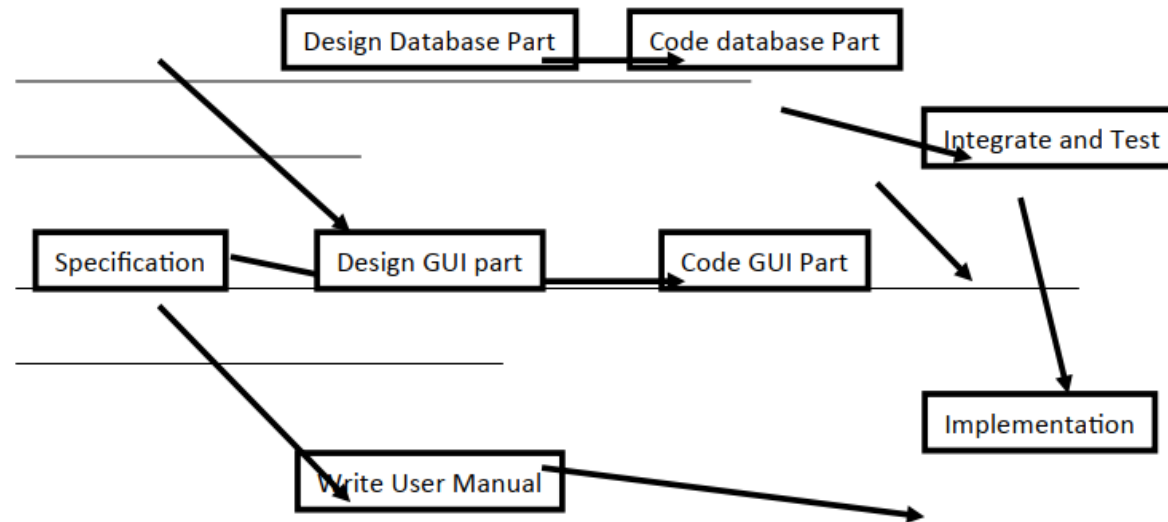 Design Database Part
Code database Part
Integrate and Test
Specification
Design GUI part
Code GUI Part
Implementation
Write User Manual